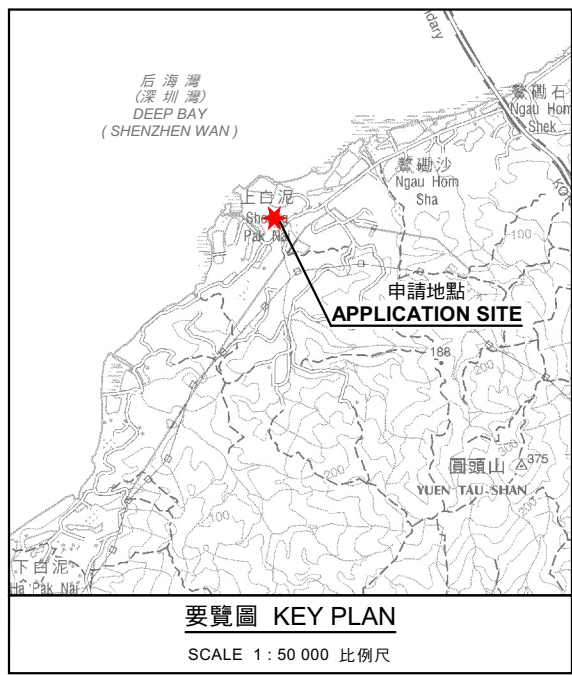 undary
后海灣
(深圳灣)
DEEP BAY
( SHENZHEN WAN )
鰲磡石
Ngau Hom
Shek
鰲磡沙
Ngau Hom
Sha
上白泥
Pak Nai
100
申請地點
APPLICATION SITE
188
200
300
圓頭山 375
YUEN TAU SHAN
200
100
下白泥
Ha Pak Nai
要覽圖 KEY PLAN
SCALE 1 : 50 000 比例尺